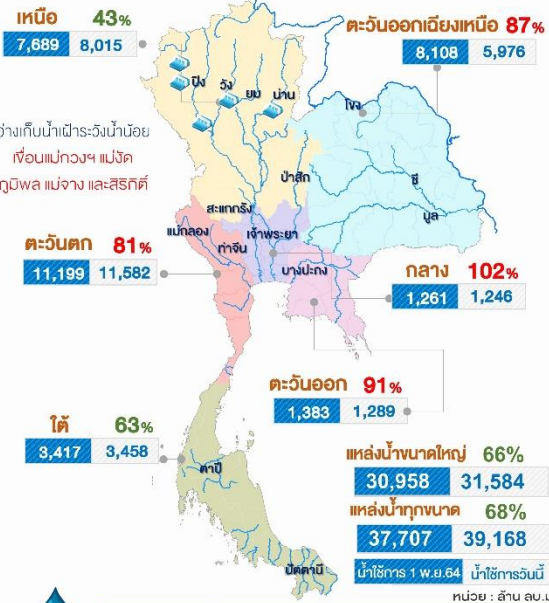 เหนือ 43%
7,689 8,015
ตะวันออกเฉียงเหนือ 87%
8,108 5,976
ปิง วัง ยม น่าน
โขง
อ่างเก็บน้ำเฝ้าระวังน้ำน้อย
เขื่อนแม่กวงฯ แม่งัด
ภูมิพล แม่จาง และสิริกิติ์
ป่าสัก
ชี
มูล
สะแกกรัง
แม่กลอง
ท่าจีน
เจ้าพระยา
บางปะกง
ตะวันตก 81%
11,199 11,582
กลาง 102%
1,261 1,246
ตะวันออก 91%
1,383 1,289
ใต้ 63%
3,417 3,458
ตาปี
ปัตตานี
แหล่งน้ำขนาดใหญ่ 66%
30,958 31,584
แหล่งน้ำทุกขนาด 68%
37,707 39,168
น้ำใช้การ 1 พ.ย.64 น้ำใช้การวันนี้
หน่วย : ล้าน ลบ.ม